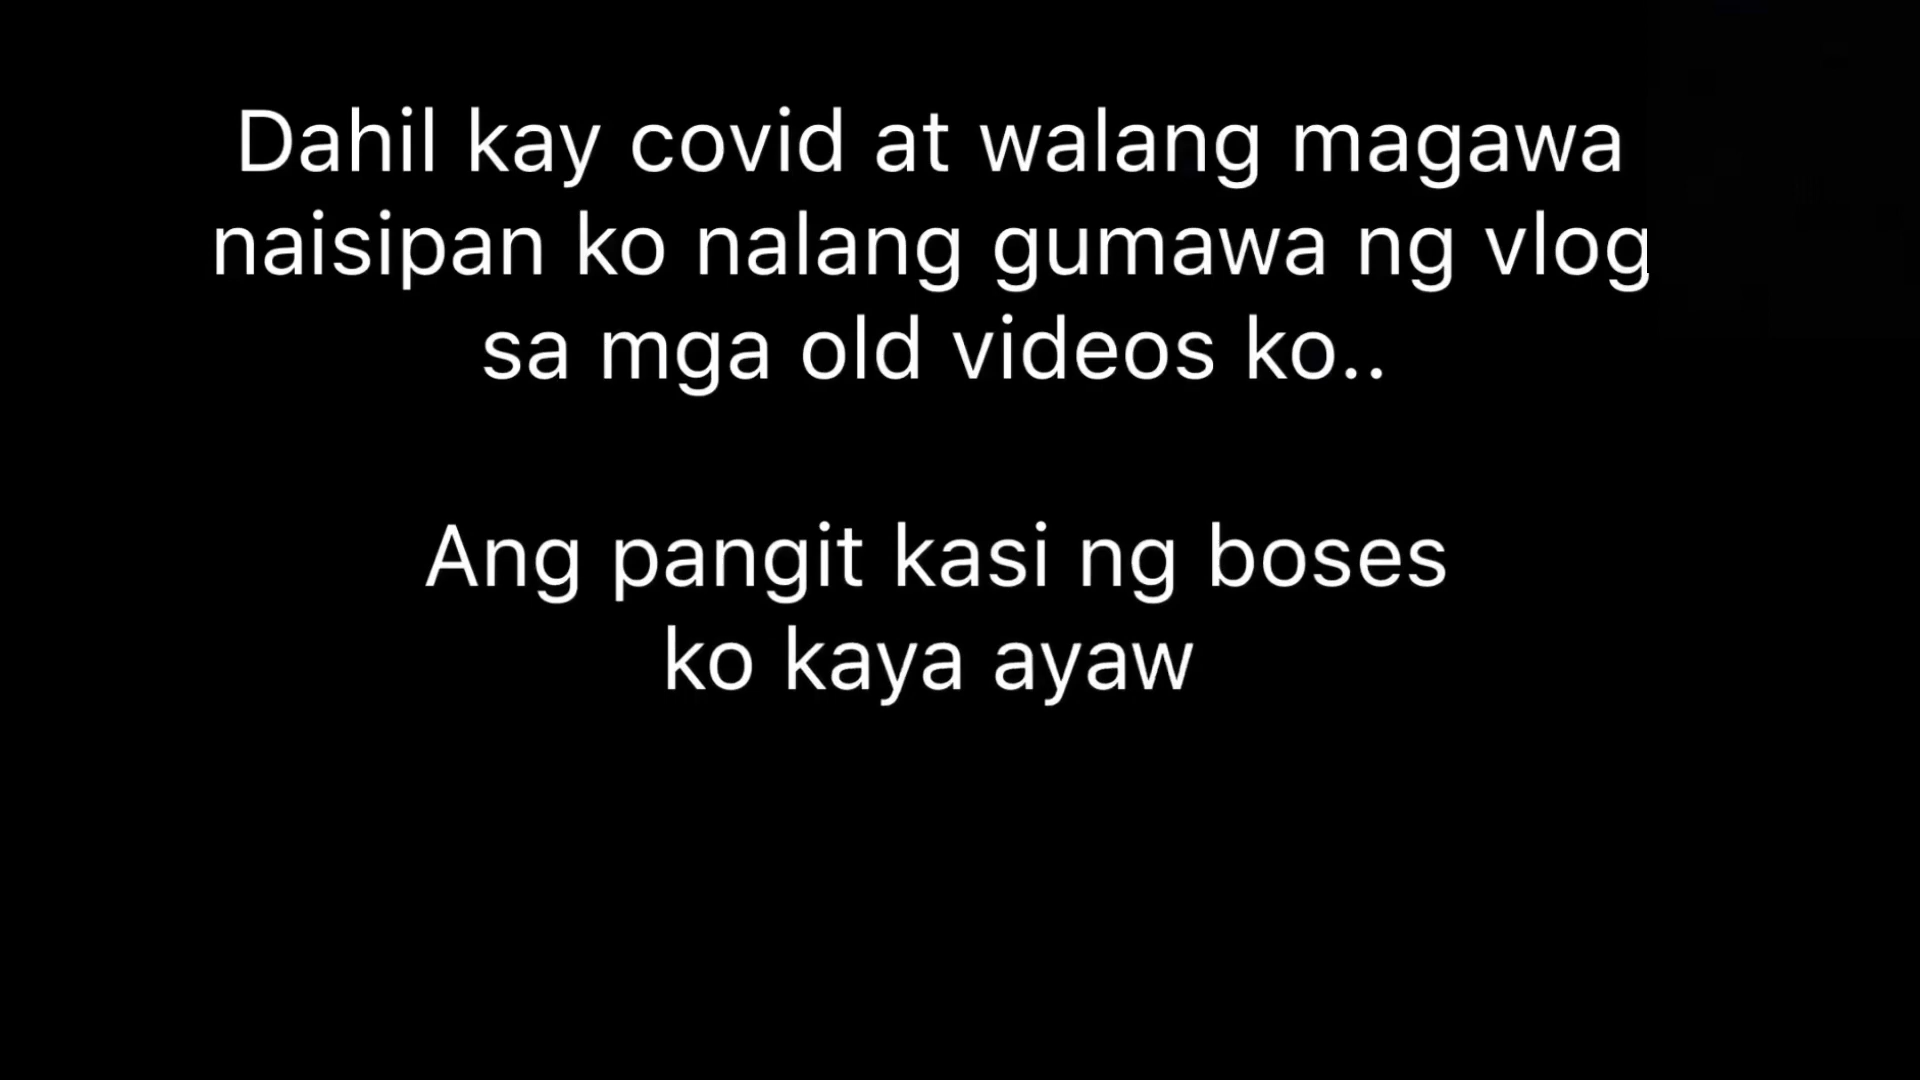 Dahil kay covid at walang magawa
naisipan ko nalang gumawa ng vlog
sa mga old videos ko..
Ang pangit kasi ng boses
ko kaya ayaw